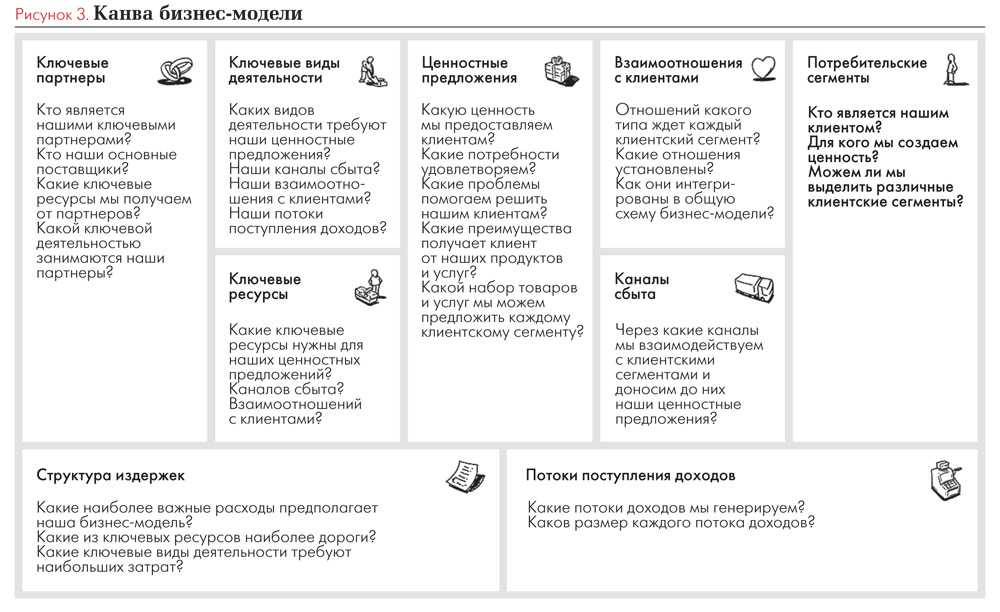 Рисунок 3. Канва бизнес-модели
Ключевые
партнеры
Кто является
нашими ключевыми
партнерами?
Кто наши основные
поставщики?
Какие ключевые
ресурсы мы получаем
от партнеров?
Какой ключевой
деятельностью
занимаются наши
партнеры?
Ключевые виды
деятельности
Каких видов
деятельности требуют
наши ценностные
предложения?
Наши каналы сбыта?
Наши взаимоотно-
шения с клиентами?
Наши потоки
поступления доходов?
Ключевые
ресурсы
Какие ключевые
ресурсы нужны для
наших ценностных
предложений?
Каналов сбыта?
Взаимоотношений
с клиентами?
Ценностные
предложения
Какую ценность
мы предоставляем
клиентам?
Какие потребности
удовлетворяем?
Какие проблемы
помогаем решить
нашим клиентам?
Какие преимущества
получает клиент
от наших продуктов
и услуг?
Какой набор товаров
и услуг мы можем
предложить каждому
клиентскому сегменту?
Взаимоотношения
с клиентами
Отношений какого
типа ждет каждый
клиентский сегмент?
Какие отношения
установлены?
Как они интегри-
рованы в общую
схему бизнес-модели?
Каналы
сбыта
Через какие каналы
мы взаимодействуем
с клиентскими
сегментами и
доносим до них
наши ценностные
предложения?
Потребительские
сегменты
Кто является нашим
клиентом?
Для кого мы создаем
ценность?
Можем ли мы
выделить различные
клиентские сегменты?
Структура издержек
Какие наиболее важные расходы предполагает
наша бизнес-модель?
Какие из ключевых ресурсов наиболее дороги?
Какие ключевые виды деятельности требуют
наибольших затрат?
Потоки поступления доходов
Какие потоки доходов мы генерируем?
Каков размер каждого потока доходов?